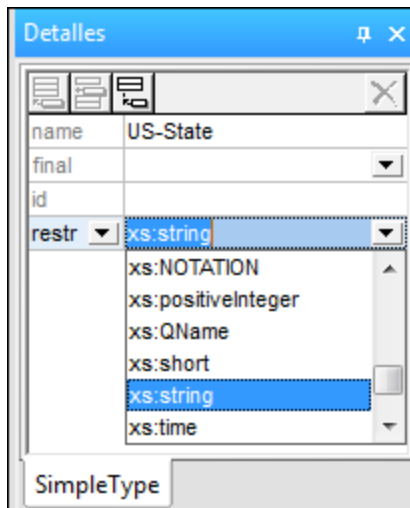 Detalles
name US-State
final
id
restr xs:string
xs:NOTATION
xs:positiveInteger
xs:QName
xs:short
xs:string
xs:time
SimpleType